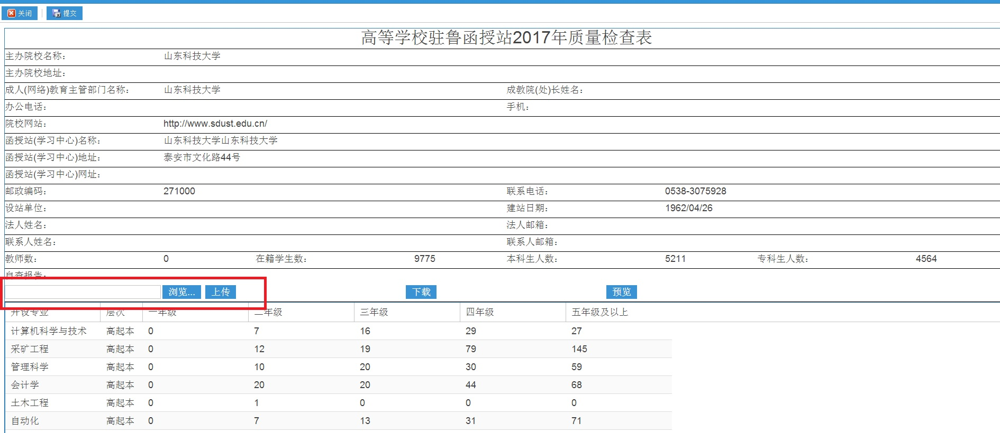 关闭 提交
高等学校驻鲁函授站2017年质量检查表
主办院校名称： 山东科技大学
主办院校地址：
成人(网络)教育主管部门名称： 山东科技大学 成教院(处)长姓名：
办公电话： 手机：
院校网站： http://www.sdust.edu.cn/
函授站(学习中心)名称： 山东科技大学山东科技大学
函授站(学习中心)地址： 泰安市文化路44号
函授站(学习中心)网址：
邮政编码： 271000 联系电话： 0538-3075928
设站单位： 建站日期： 1962/04/26
法人姓名： 法人邮箱：
联系人姓名： 联系人邮箱：
教师数： 0 在籍学生数： 9775 本科生人数： 5211 专科生人数： 4564
自查报告：
浏览... 上传 下载 预览
开设专业 层次 一年级 二年级 三年级 四年级 五年级及以上
计算机科学与技术 高起本 0 7 16 29 27
采矿工程 高起本 0 12 19 79 145
管理科学 高起本 0 10 20 30 59
会计学 高起本 0 20 20 44 68
土木工程 高起本 0 1 0 0 0
自动化 高起本 0 7 13 31 71